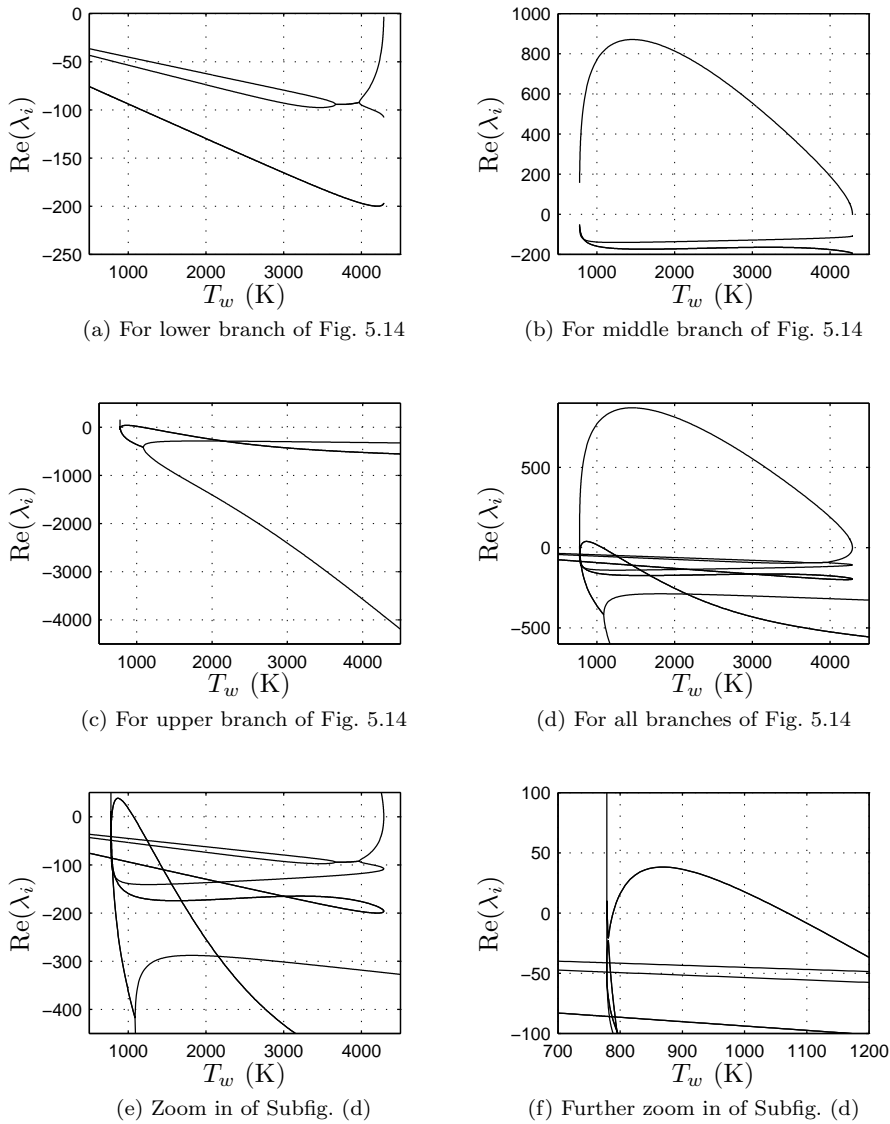 0
−50
−100
−150
−200
−250
Re(λi)
1000 2000 3000 4000
Tw (K)
(a) For lower branch of Fig. 5.14
1000
800
600
400
200
0
−200
Re(λi)
1000 2000 3000 4000
Tw (K)
(b) For middle branch of Fig. 5.14
0
−1000
−2000
−3000
−4000
Re(λi)
1000 2000 3000 4000
Tw (K)
(c) For upper branch of Fig. 5.14
500
0
−500
Re(λi)
1000 2000 3000 4000
Tw (K)
(d) For all branches of Fig. 5.14
0
−100
−200
−300
−400
Re(λi)
1000 2000 3000 4000
Tw (K)
(e) Zoom in of Subfig. (d)
100
50
0
−50
−100
Re(λi)
700 800 900 1000 1100 1200
Tw (K)
(f) Further zoom in of Subfig. (d)